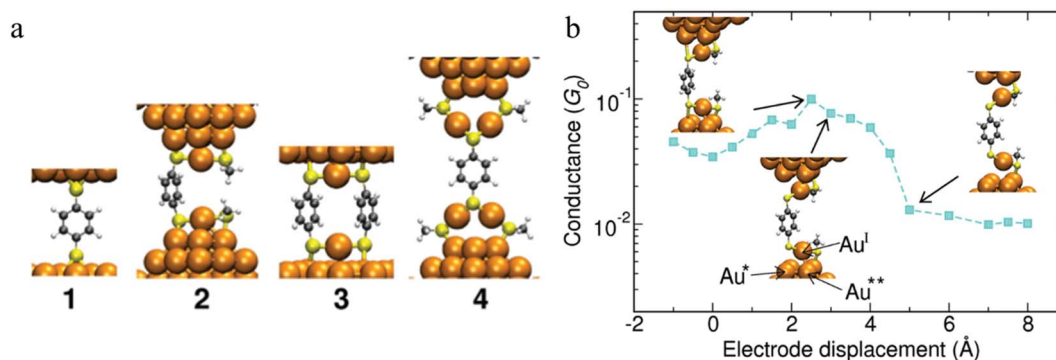 a
1
2
3
4
b
Conductance (G₀)
10⁻¹
10⁻²
Au^I
Au^*
Au^**
-2
0
2
4
6
8
Electrode displacement (Å)